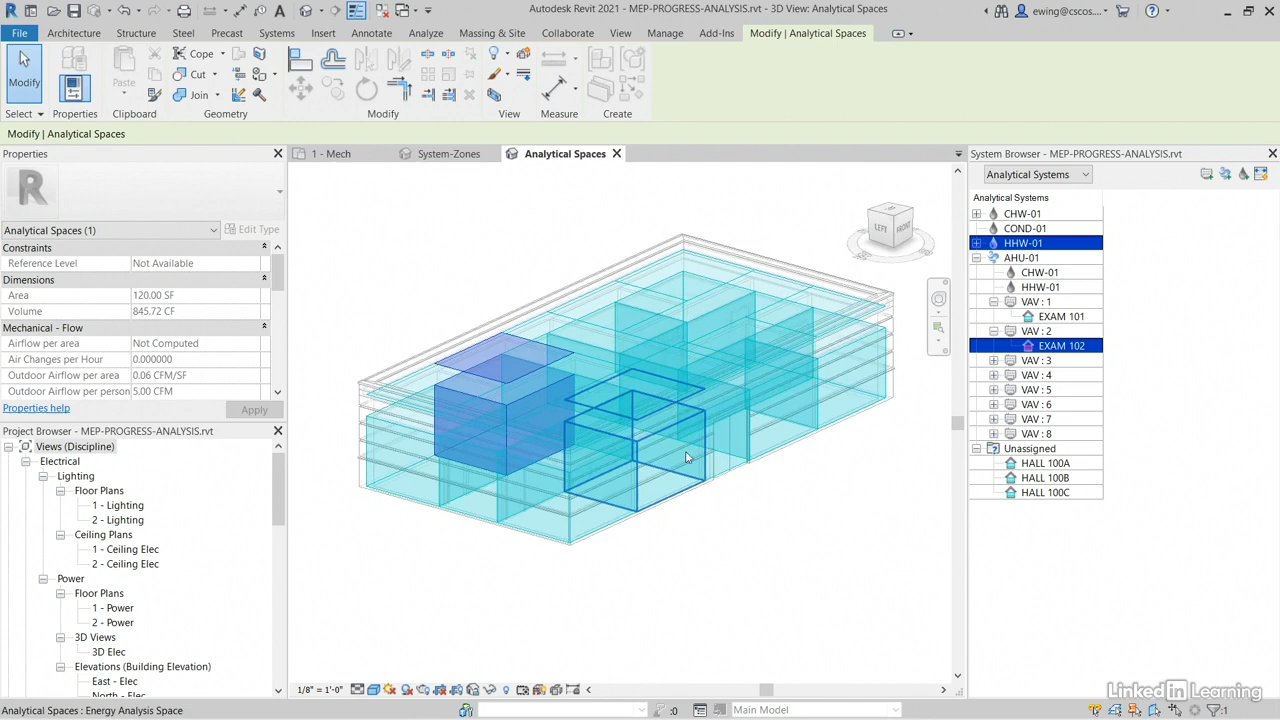 Autodesk Revit 2021 - MEP-PROGRESS-ANALYSIS.rvt - 3D View: Analytical Spaces
ewing@cscos....
File Architecture Structure Steel Precast Systems Insert Annotate Analyze Massing & Site Collaborate View Manage Add-Ins Modify | Analytical Spaces
Modify
Paste
Cope
Cut
Join
Select Properties Clipboard Geometry Modify View Measure Create
Modify | Analytical Spaces
Properties
Analytical Spaces (1)
Edit Type
Constraints
Reference Level Not Available
Dimensions
Area 120.00 SF
Volume 845.72 CF
Mechanical - Flow
Airflow per area Not Computed
Air Changes per Hour 0.000000
Outdoor Airflow per area 0.06 CFM/SF
Outdoor Airflow per person 5.00 CFM
Properties help
Apply
Project Browser - MEP-PROGRESS-ANALYSIS.rvt
Views (Discipline)
Electrical
Lighting
Floor Plans
1 - Lighting
2 - Lighting
Ceiling Plans
1 - Ceiling Elec
2 - Ceiling Elec
Power
Floor Plans
1 - Power
2 - Power
3D Views
3D Elec
Elevations (Building Elevation)
East - Elec
North - Elec
1 - Mech
System-Zones
Analytical Spaces
LEFT
FRONT
1/8" = 1'-0"
System Browser - MEP-PROGRESS-ANALYSIS.rvt
Analytical Systems
Analytical Systems
CHW-01
COND-01
HHW-01
AHU-01
CHW-01
HHW-01
VAV : 1
EXAM 101
VAV : 2
EXAM 102
VAV : 3
VAV : 4
VAV : 5
VAV : 6
VAV : 7
VAV : 8
Unassigned
HALL 100A
HALL 100B
HALL 100C
Analytical Spaces : Energy Analysis Space
:0
Main Model
:1
Linked in Learning